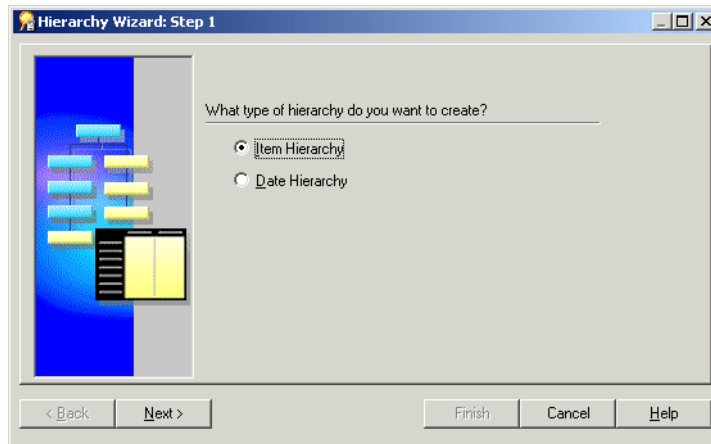 Hierarchy Wizard: Step 1
What type of hierarchy do you want to create?
Item Hierarchy
Date Hierarchy
< Back Next > Finish Cancel Help